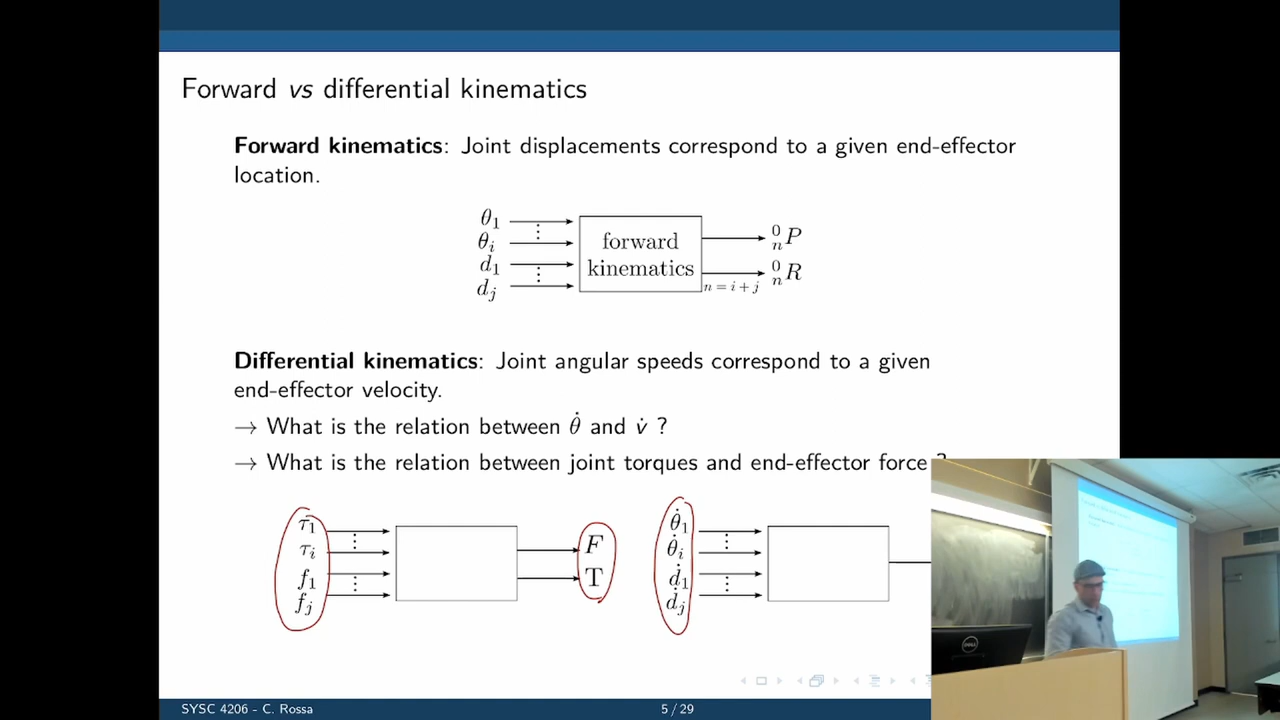 Forward vs differential kinematics
Forward kinematics: Joint displacements correspond to a given end-effector
location.
θ₁
⋮
θᵢ
d₁
⋮
dⱼ
forward
kinematics
⁰ₙP
⁰ₙR
n = i + j
Differential kinematics: Joint angular speeds correspond to a given
end-effector velocity.
→ What is the relation between θ̇ and v̇ ?
→ What is the relation between joint torques and end-effector force ?
τ₁
⋮
τᵢ
f₁
⋮
fⱼ
F
T
θ̇₁
⋮
θ̇ᵢ
ḋ₁
⋮
ḋⱼ
DELL
SYSC 4206 - C. Rossa
5 / 29